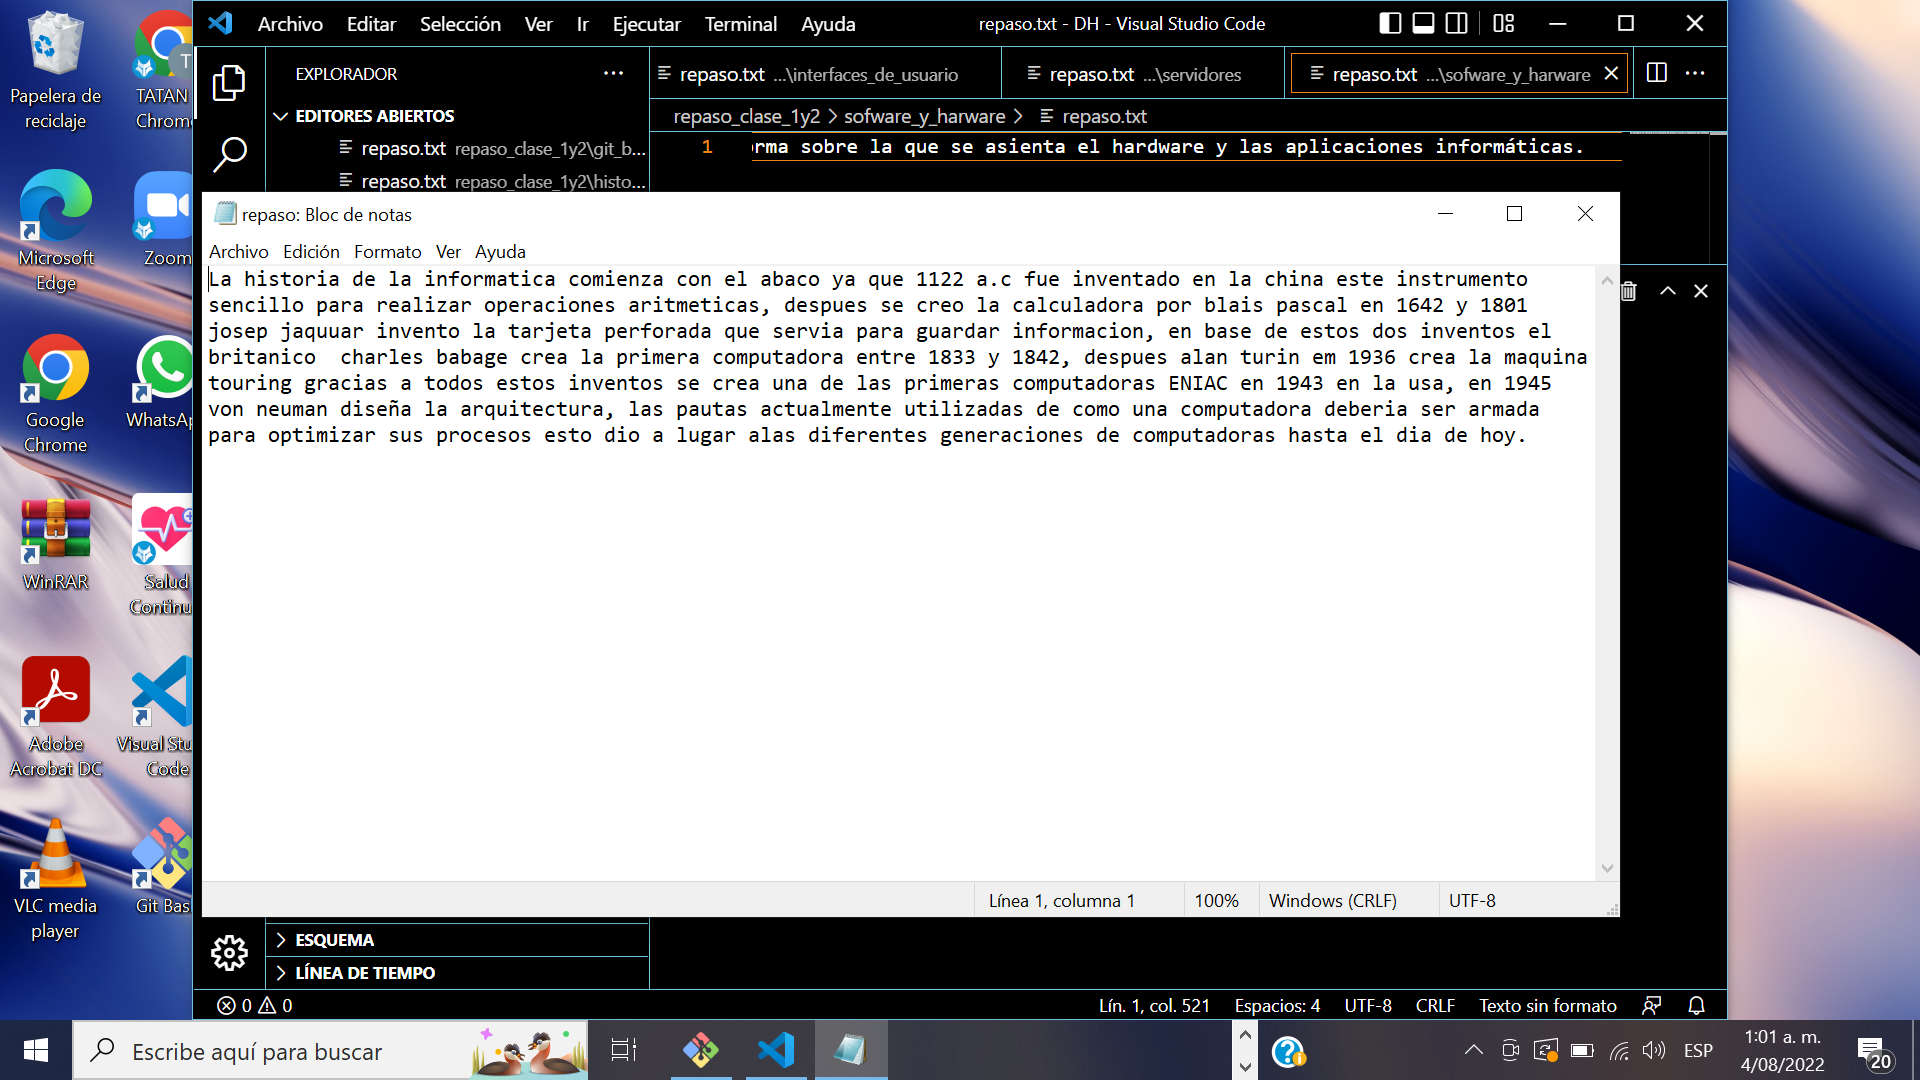 Papelera de
reciclaje
TATAN
Chrome
Microsoft
Edge
Zoom
Google
Chrome
WhatsAp
WinRAR
Salud
Continu
Adobe
Acrobat DC
Visual Stu
Code
VLC media
player
Git Bas
Archivo Editar Selección Ver Ir Ejecutar Terminal Ayuda
repaso.txt - DH - Visual Studio Code
EXPLORADOR
EDITORES ABIERTOS
repaso.txt repaso_clase_1y2\git_b...
repaso.txt repaso_clase_1y2\histo...
repaso.txt ...\interfaces_de_usuario
repaso.txt ...\servidores
repaso.txt ...\sofware_y_harware
repaso_clase_1y2 > sofware_y_harware > repaso.txt
1 orma sobre la que se asienta el hardware y las aplicaciones informáticas.
repaso: Bloc de notas
Archivo Edición Formato Ver Ayuda
La historia de la informatica comienza con el abaco ya que 1122 a.c fue inventado en la china este instrumento
sencillo para realizar operaciones aritmeticas, despues se creo la calculadora por blais pascal en 1642 y 1801
josep jaquuar invento la tarjeta perforada que servia para guardar informacion, en base de estos dos inventos el
britanico  charles babage crea la primera computadora entre 1833 y 1842, despues alan turin em 1936 crea la maquina
touring gracias a todos estos inventos se crea una de las primeras computadoras ENIAC en 1943 en la usa, en 1945
von neuman diseña la arquitectura, las pautas actualmente utilizadas de como una computadora deberia ser armada
para optimizar sus procesos esto dio a lugar alas diferentes generaciones de computadoras hasta el dia de hoy.
Línea 1, columna 1 100% Windows (CRLF) UTF-8
ESQUEMA
LÍNEA DE TIEMPO
0 0
Lín. 1, col. 521 Espacios: 4 UTF-8 CRLF Texto sin formato
Escribe aquí para buscar
ESP
1:01 a. m.
4/08/2022
20